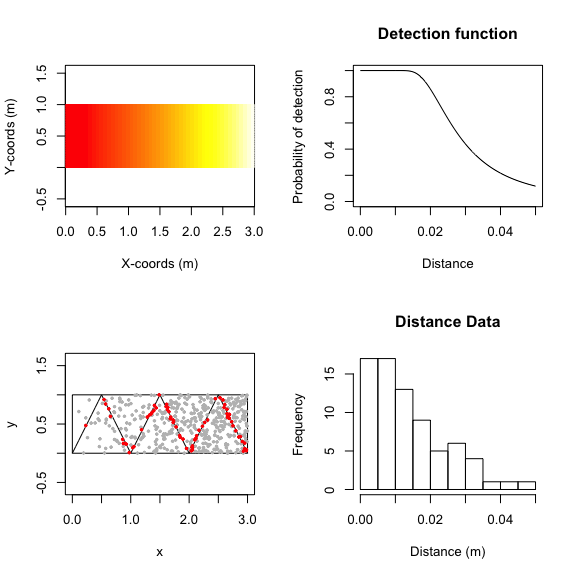 Y-coords (m)
1.5
0.5 1.0
-0.5
0.0 0.5 1.0 1.5 2.0 2.5 3.0
X-coords (m)
Detection function
Probability of detection
0.8
0.4
0.0
0.00 0.02 0.04
Distance
y
1.5
0.5
-0.5
0.0 1.0 2.0 3.0
x
Distance Data
Frequency
15
10
5
0
0.00 0.02 0.04
Distance (m)